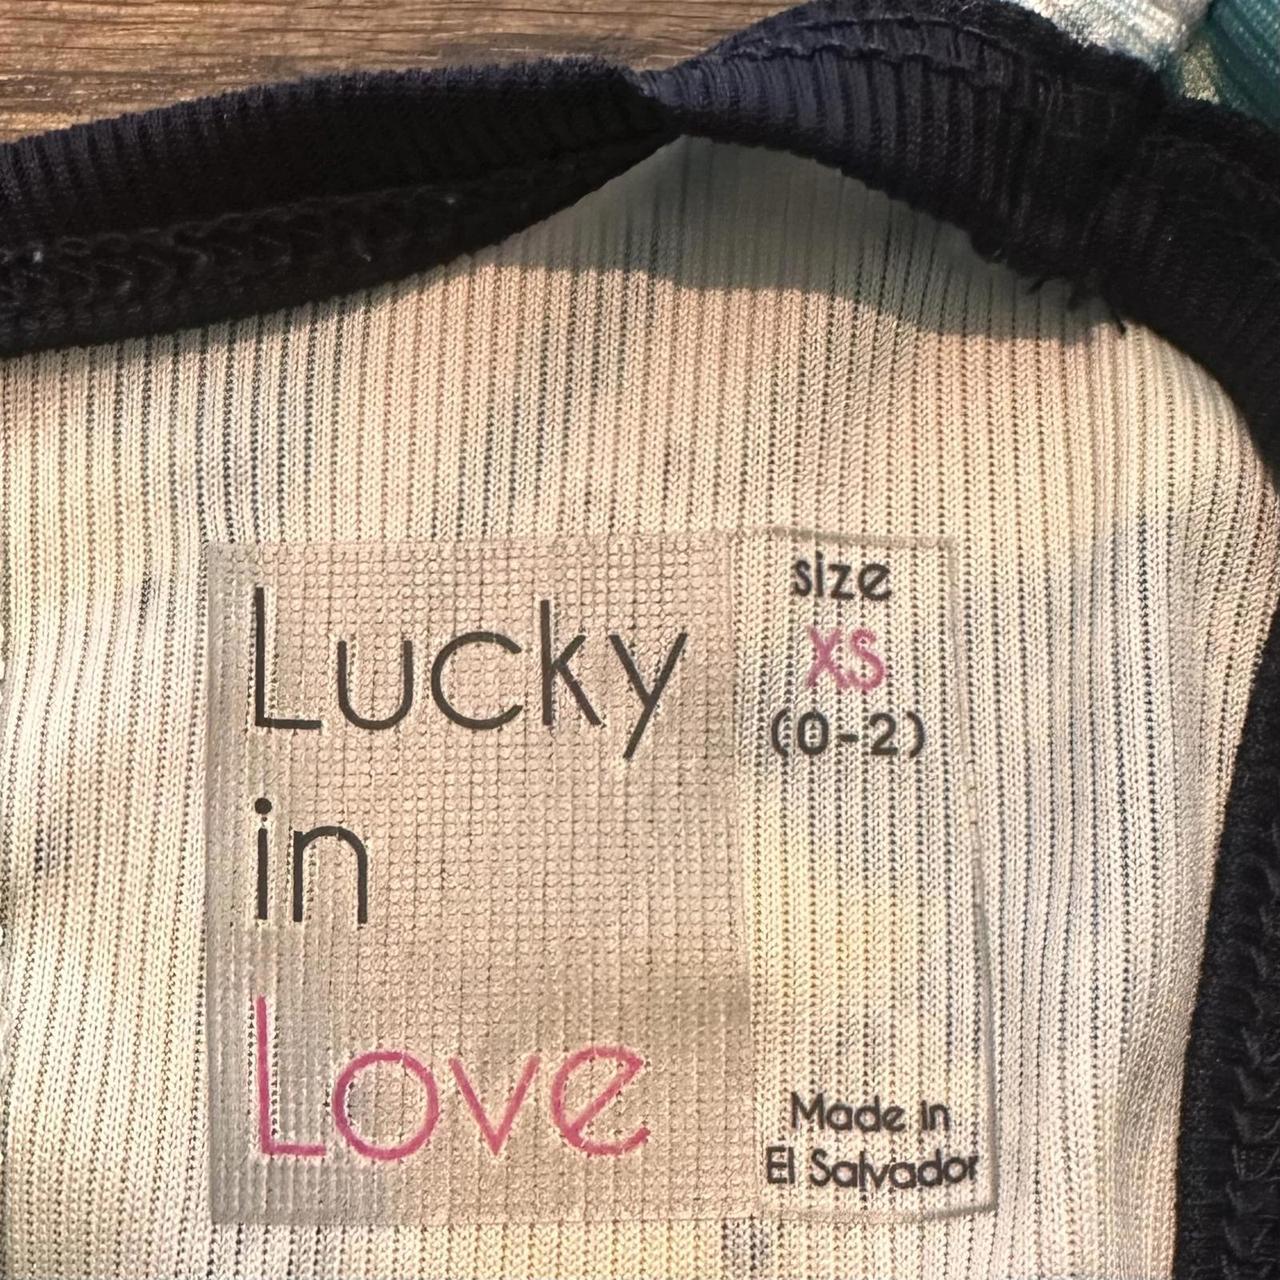 Lucky
in
Love
size
XS
(0-2)
Made in
El Salvador